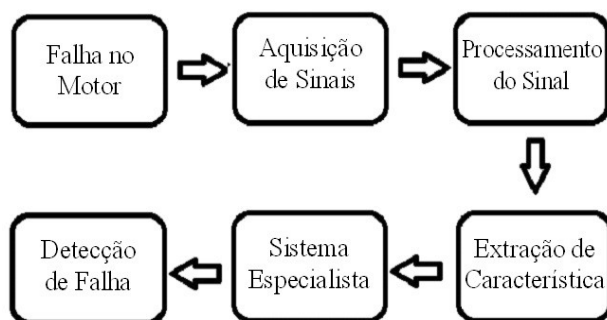 Falha no
Motor
Aquisição
de Sinais
Processamento
do Sinal
Extração de
Característica
Sistema
Especialista
Detecção
de Falha